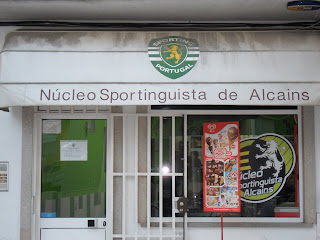 SPORTING
PORTUGAL
Núcleo Sportinguista de Alcains
Núcleo
Sportinguista
de Alcains